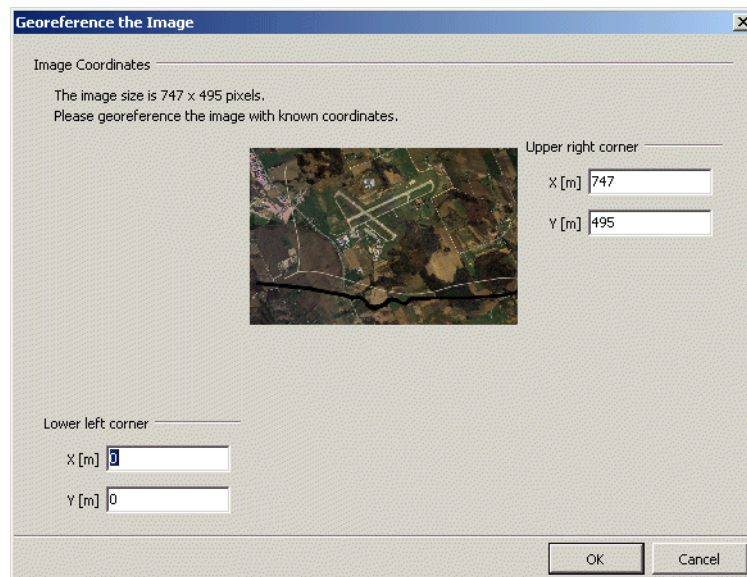 Georeference the Image
Image Coordinates
The image size is 747 x 495 pixels.
Please georeference the image with known coordinates.
Upper right corner
X [m] 747
Y [m] 495
Lower left corner
X [m] 0
Y [m] 0
OK Cancel